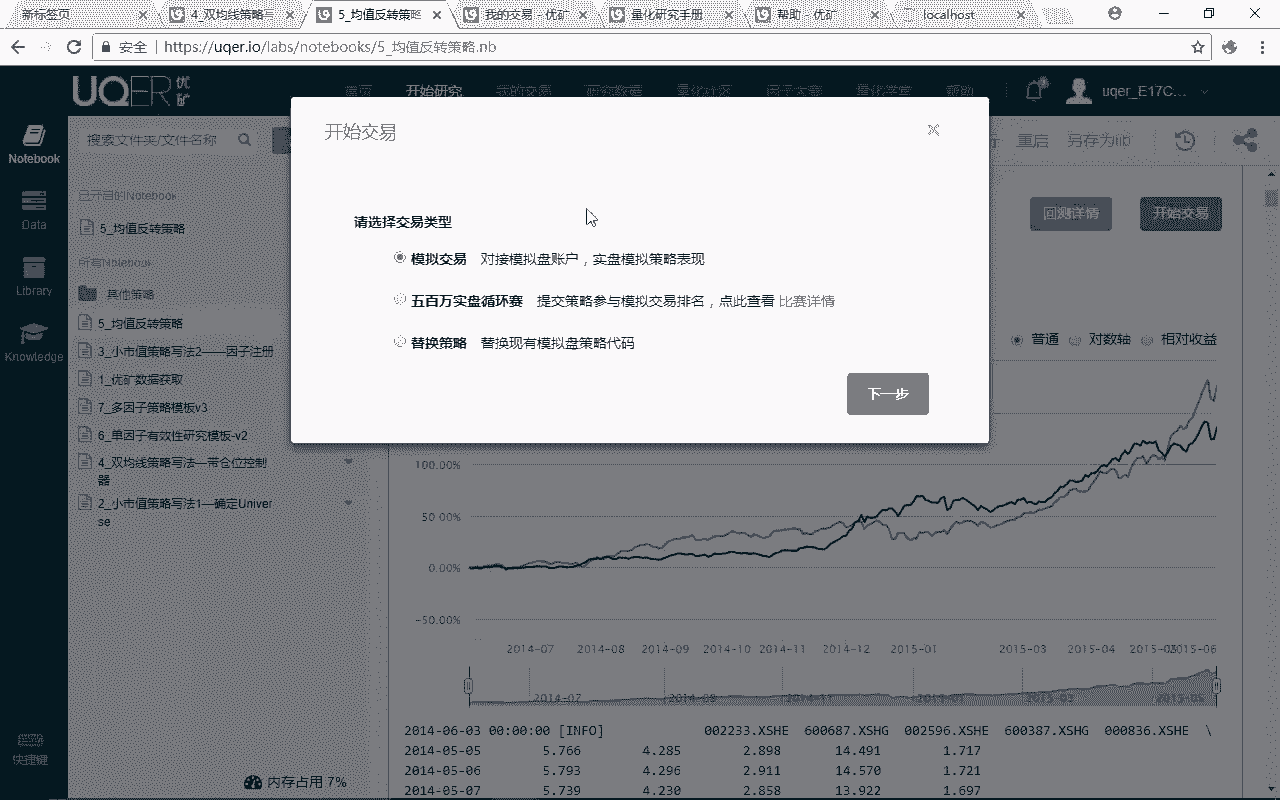 新标签页
4_双均线策略写
5_均值反转策略
我的交易 - 优矿
量化研究手册
帮助 - 优矿
localhost
安全 | https://uqer.io/labs/notebooks/5_均值反转策略.nb
UQER 优矿
首页 开始研究 我的交易 研究数据 量化社区 因子大赛 量化学堂 帮助
uqer_E17C...
Notebook
Data
Library
Knowledge
快捷键
搜索文件夹/文件名称
已开启的Notebook
5_均值反转策略
所有Notebook
其他策略
5_均值反转策略
3_小市值策略写法2——因子注册
1_优矿数据获取
7_多因子策略模板v3
6_单因子有效性研究模板-v2
4_双均线策略写法—带仓位控制
器
2_小市值策略写法1—确定Univer
se
内存占用 7%
行 重启 另存为nb
回测详情 开始交易
开始交易
请选择交易类型
模拟交易 对接模拟盘账户，实盘模拟策略表现
五百万实盘循环赛 提交策略参与模拟交易排名，点此查看 比赛详情
替换策略 替换现有模拟盘策略代码
下一步
普通 对数轴 相对收益
100.00%
50.00%
0.00%
-50.00%
2014-07 2014-08 2014-09 2014-10 2014-11 2014-12 2015-01 2015-03 2015-04 2015-05 2015-06
2014-07 2014-09 2014-11 2015-01 2015-03 2015-05
2014-06-03 00:00:00 [INFO] 002233.XSHE 600687.XSHG 002596.XSHE 600387.XSHG 000836.XSHE \
2014-05-05 5.766 4.285 2.898 14.491 1.717
2014-05-06 5.793 4.296 2.911 14.570 1.721
2014-05-07 5.739 4.230 2.858 13.922 1.697